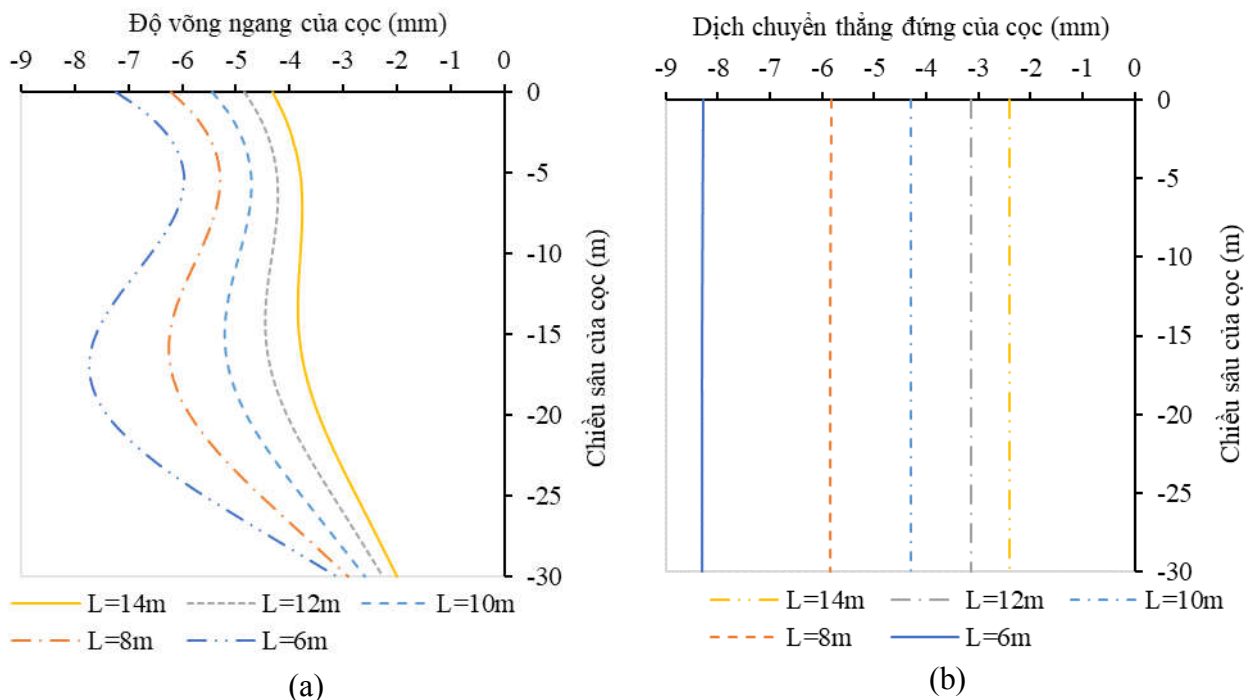 Độ võng ngang của cọc (mm)
-9 -8 -7 -6 -5 -4 -3 -2 -1 0
0
-5
-10
-15
-20
-25
-30
Chiều sâu của cọc (m)
L=14m L=12m L=10m
L=8m L=6m
(a)
Dịch chuyển thẳng đứng của cọc (mm)
-9 -8 -7 -6 -5 -4 -3 -2 -1 0
0
-5
-10
-15
-20
-25
-30
Chiều sâu của cọc (m)
L=14m L=12m L=10m
L=8m L=6m
(b)